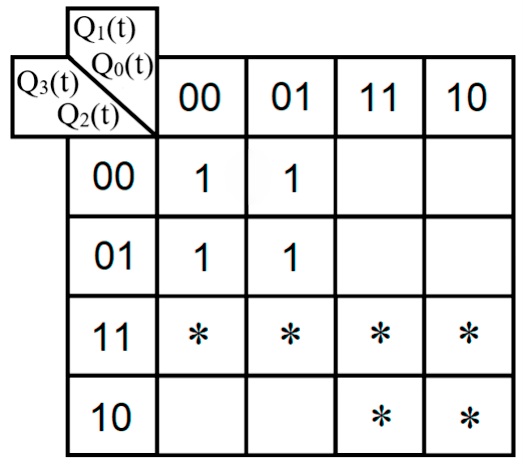 Q₁(t)
Q₀(t)
Q₃(t)
Q₂(t)
00 01 11 10
00 1 1
01 1 1
11 * * * *
10 * *